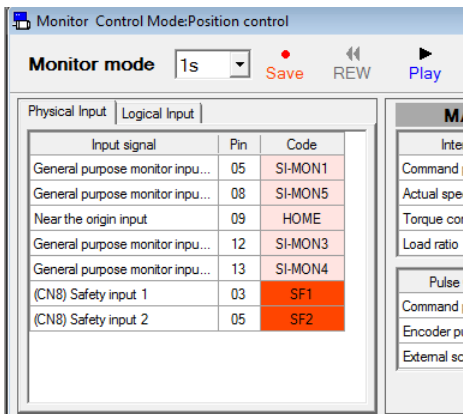 Monitor Control Mode:Position control
Monitor mode 1s Save REW Play
Physical Input Logical Input
Input signal Pin Code
General purpose monitor inpu... 05 SI-MON1
General purpose monitor inpu... 08 SI-MON5
Near the origin input 09 HOME
General purpose monitor inpu... 12 SI-MON3
General purpose monitor inpu... 13 SI-MON4
(CN8) Safety input 1 03 SF1
(CN8) Safety input 2 05 SF2
Command
Actual spe
Torque co
Load ratio
Pulse
Command
Encoder pu
External sc